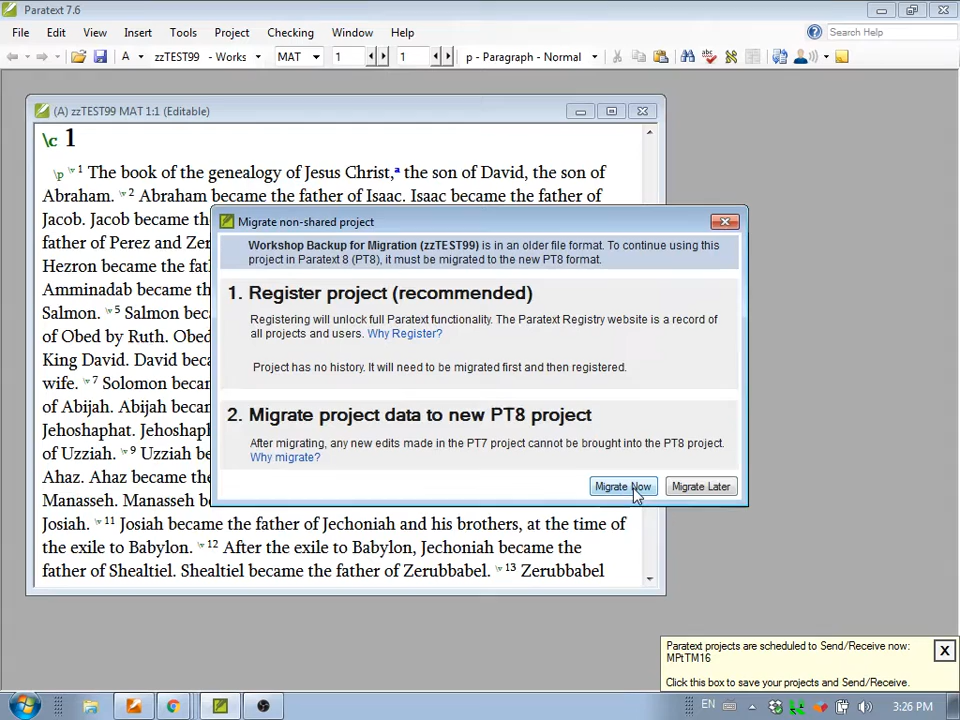 Paratext 7.6
File Edit View Insert Tools Project Checking Window Help
Search Help
A zzTEST99 - Works MAT 1 1 p - Paragraph - Normal
(A) zzTEST99 MAT 1:1 (Editable)
\c 1
\p \v 1 The book of the genealogy of Jesus Christ,a the son of David, the son of
Abraham. \v 2 Abraham became the father of Isaac. Isaac became the father of
Jacob. Jacob became th
father of Perez and Zer
Hezron became the fat
Amminadab became th
Salmon. \v 5 Salmon beca
of Obed by Ruth. Obed
King David. David beca
wife. \v 7 Solomon becam
of Abijah. Abijah becam
Jehoshaphat. Jehoshaph
of Uzziah. \v 9 Uzziah bec
Ahaz. Ahaz became the
Manasseh. Manasseh b
Josiah. \v 11 Josiah became the father of Jechoniah and his brothers, at the time of
the exile to Babylon. \v 12 After the exile to Babylon, Jechoniah became the
father of Shealtiel. Shealtiel became the father of Zerubbabel. \v 13 Zerubbabel
Migrate non-shared project
Workshop Backup for Migration (zzTEST99) is in an older file format. To continue using this
project in Paratext 8 (PT8), it must be migrated to the new PT8 format.
1. Register project (recommended)
Registering will unlock full Paratext functionality. The Paratext Registry website is a record of
all projects and users. Why Register?
Project has no history. It will need to be migrated first and then registered.
2. Migrate project data to new PT8 project
After migrating, any new edits made in the PT7 project cannot be brought into the PT8 project.
Why migrate?
Migrate Now Migrate Later
Paratext projects are scheduled to Send/Receive now:
MPtTM16
X
Click this box to save your projects and Send/Receive.
EN 3:26 PM